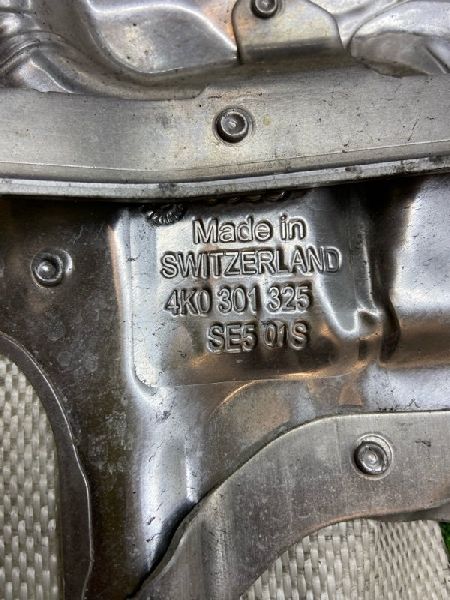 Made in
SWITZERLAND
4K0 301 325
SE5 01S